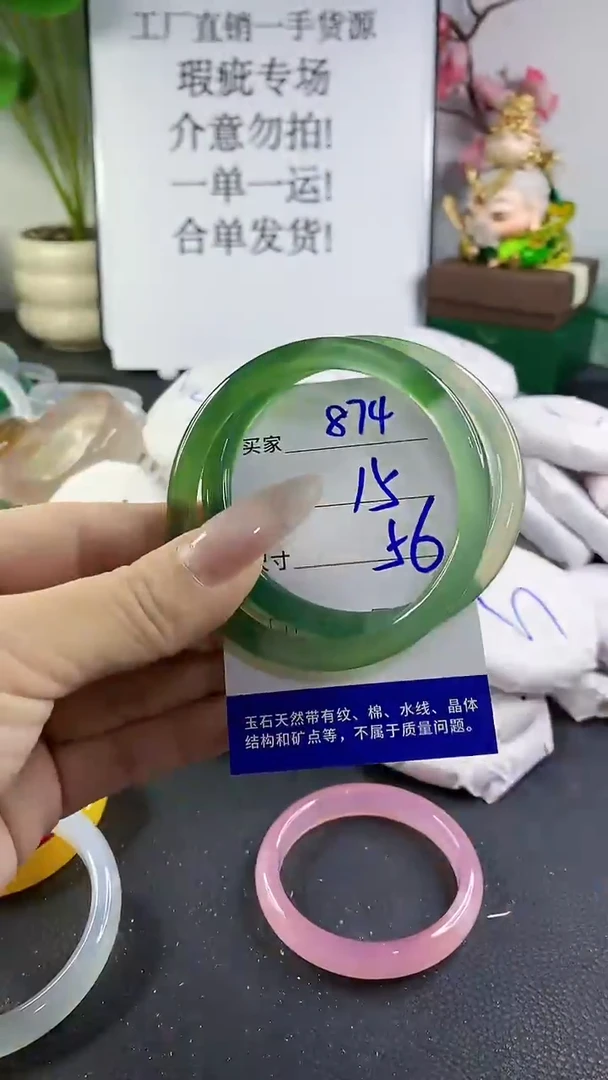 工厂直销一手货源
瑕疵专场
介意勿拍!
一单一运!
合单发货!
买家 874
15
尺寸 56
玉石天然带有纹、棉、水线、晶体
结构和矿点等，不属于质量问题。